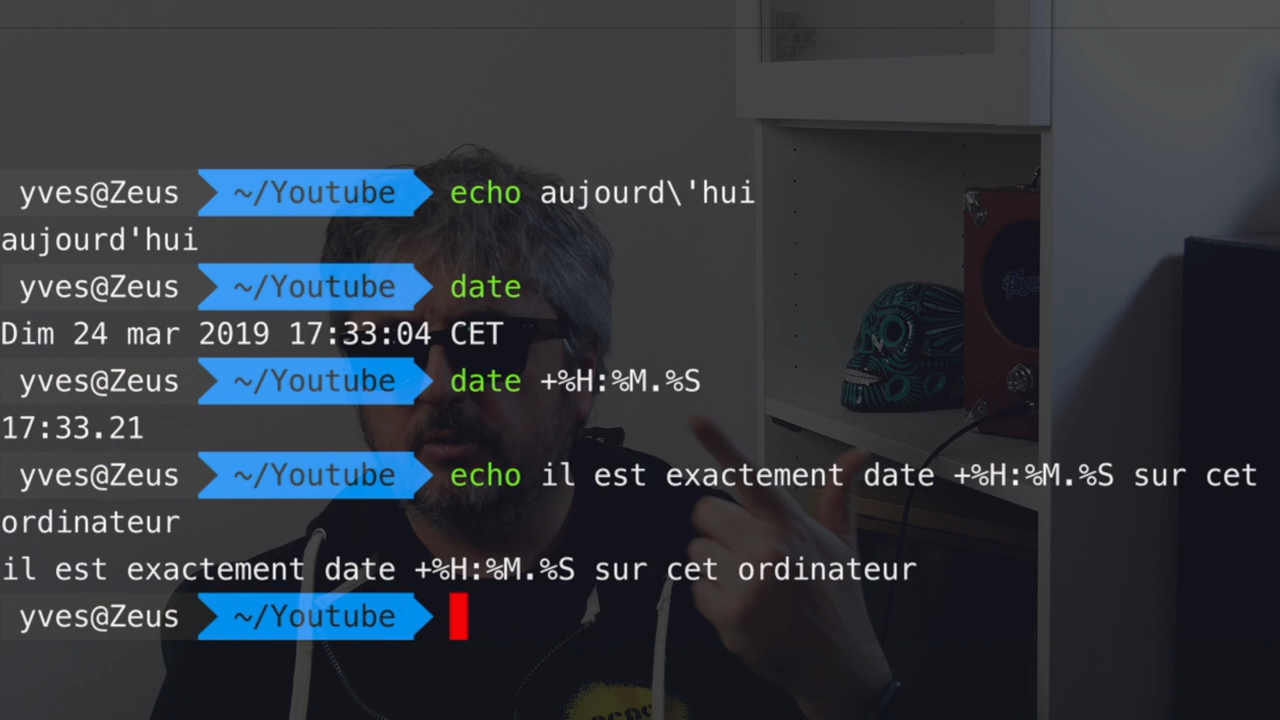 yves@Zeus ~/Youtube echo aujourd\'hui
aujourd'hui
yves@Zeus ~/Youtube date
Dim 24 mar 2019 17:33:04 CET
yves@Zeus ~/Youtube date +%H:%M.%S
17:33.21
yves@Zeus ~/Youtube echo il est exactement date +%H:%M.%S sur cet
ordinateur
il est exactement date +%H:%M.%S sur cet ordinateur
yves@Zeus ~/Youtube